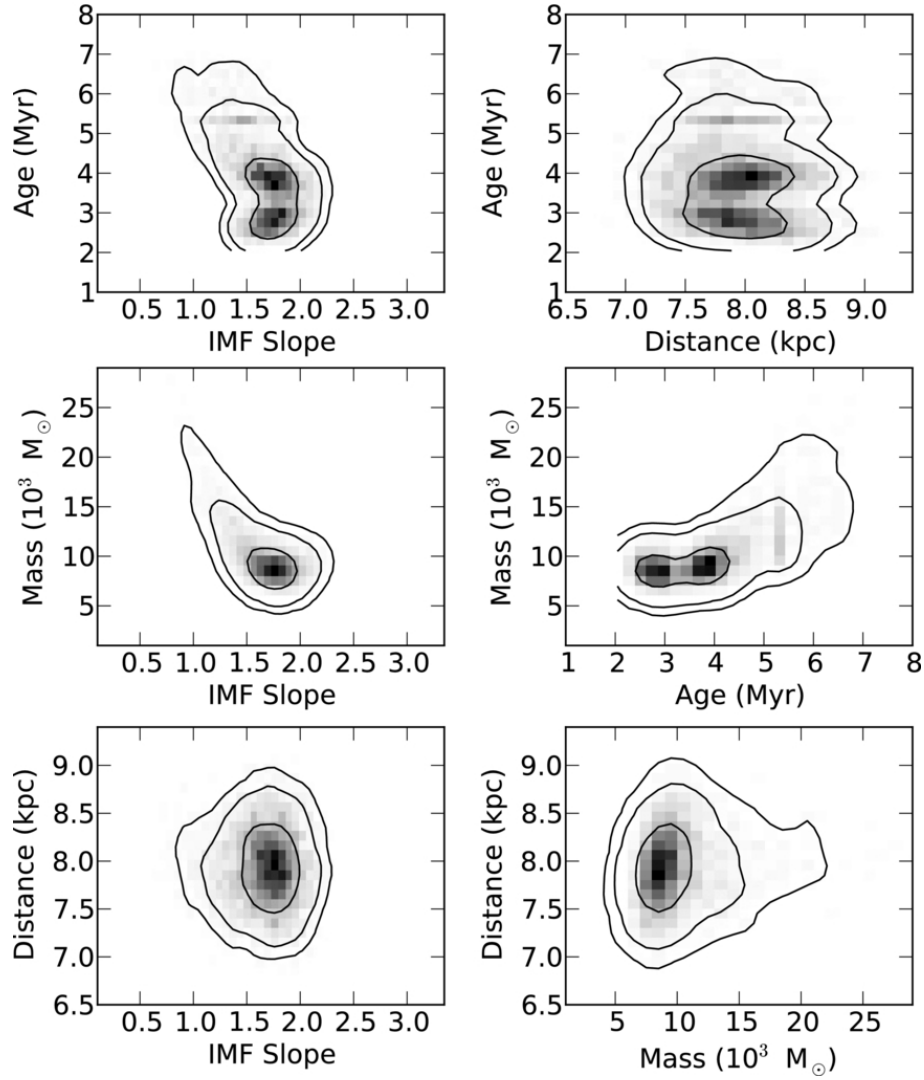 8
7
6
5
4
3
2
1
Age (Myr)
0.5 1.0 1.5 2.0 2.5 3.0
IMF Slope
8
7
6
5
4
3
2
1
Age (Myr)
6.5 7.0 7.5 8.0 8.5 9.0
Distance (kpc)
25
20
15
10
5
Mass (10³ M☉)
0.5 1.0 1.5 2.0 2.5 3.0
IMF Slope
25
20
15
10
5
Mass (10³ M☉)
1 2 3 4 5 6 7 8
Age (Myr)
9.0
8.5
8.0
7.5
7.0
6.5
Distance (kpc)
0.5 1.0 1.5 2.0 2.5 3.0
IMF Slope
9.0
8.5
8.0
7.5
7.0
6.5
Distance (kpc)
5 10 15 20 25
Mass (10³ M☉)